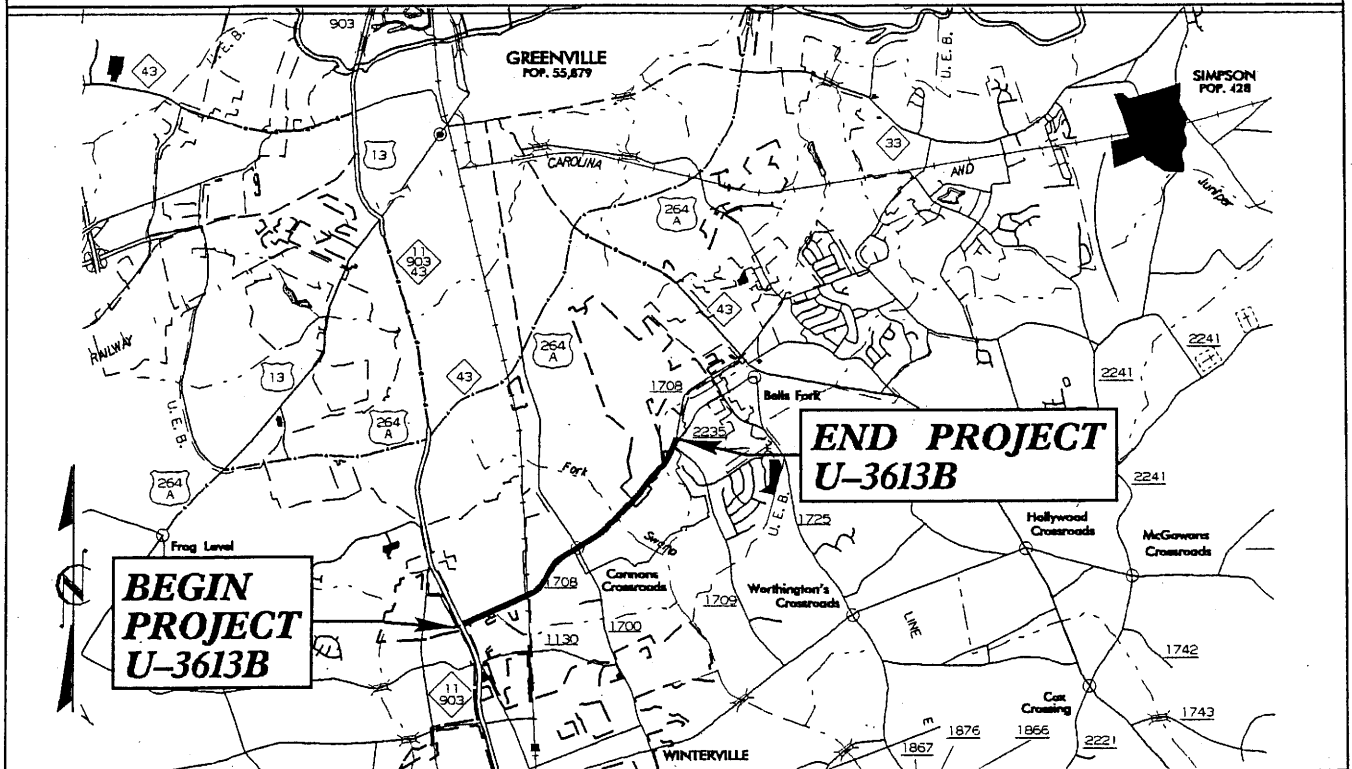 903
U.E.B.
GREENVILLE
POP. 55,879
U.E.B.
SIMPSON
POP. 428
43
13
33
CAROLINA
AND
Juniper
264
A
11
903
43
43
RAILWAY
13
43
264
A
2241
2241
1708
Bells Fork
U.E.B.
264
A
2235
END PROJECT
U-3613B
Fork
264
A
2241
U.E.B.
1725
Hollywood
Crossroads
McGowans
Crossroads
Frog Level
Swamp
BEGIN
PROJECT
U-3613B
1708
Cannons
Crossroads
1709
Worthington's
Crossroads
LINE
1130
1700
1742
11
903
Cox
Crossing
1743
WINTERVILLE
1867
1876
1866
2221